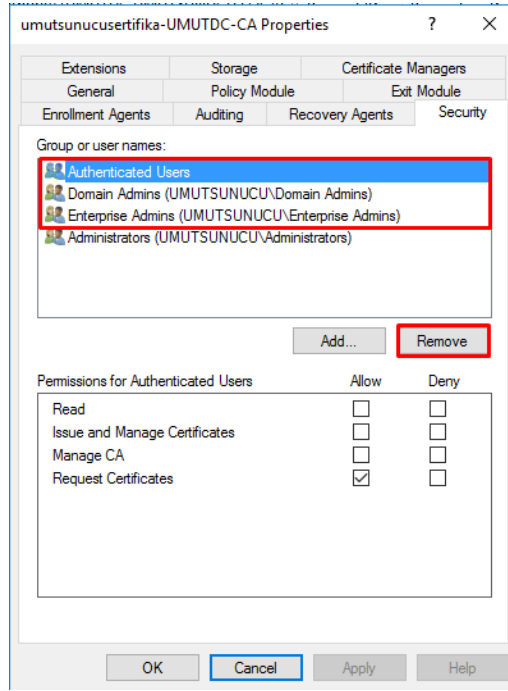 umutsunucusertifika-UMUTDC-CA Properties ? ×
Extensions Storage Certificate Managers
General Policy Module Exit Module
Enrollment Agents Auditing Recovery Agents Security
Group or user names:
Authenticated Users
Domain Admins (UMUTSUNUCU\Domain Admins)
Enterprise Admins (UMUTSUNUCU\Enterprise Admins)
Administrators (UMUTSUNUCU\Administrators)
Add... Remove
Permissions for Authenticated Users Allow Deny
Read
Issue and Manage Certificates
Manage CA
Request Certificates
OK Cancel Apply Help